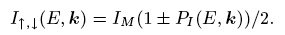 I↑,↓(E, k) = I_M(1 ± P_I(E, k))/2.